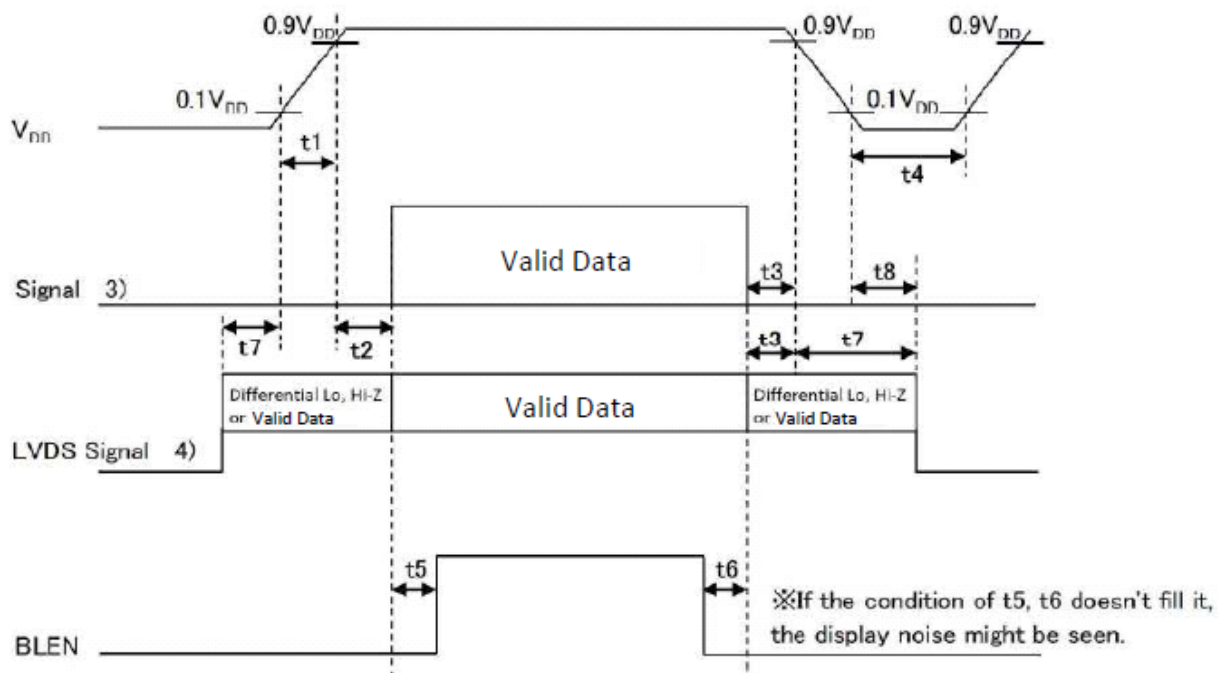 0.9VDD 0.9VDD 0.9VDD
0.1VDD 0.1VDD
VDD
t1
t4
Valid Data
t3 t8
Signal 3)
t7 t2 t3 t7
Differential Lo, Hi-Z
or Valid Data
Valid Data
Differential Lo, Hi-Z
or Valid Data
LVDS Signal 4)
t5 t6
※If the condition of t5, t6 doesn't fill it,
the display noise might be seen.
BLEN